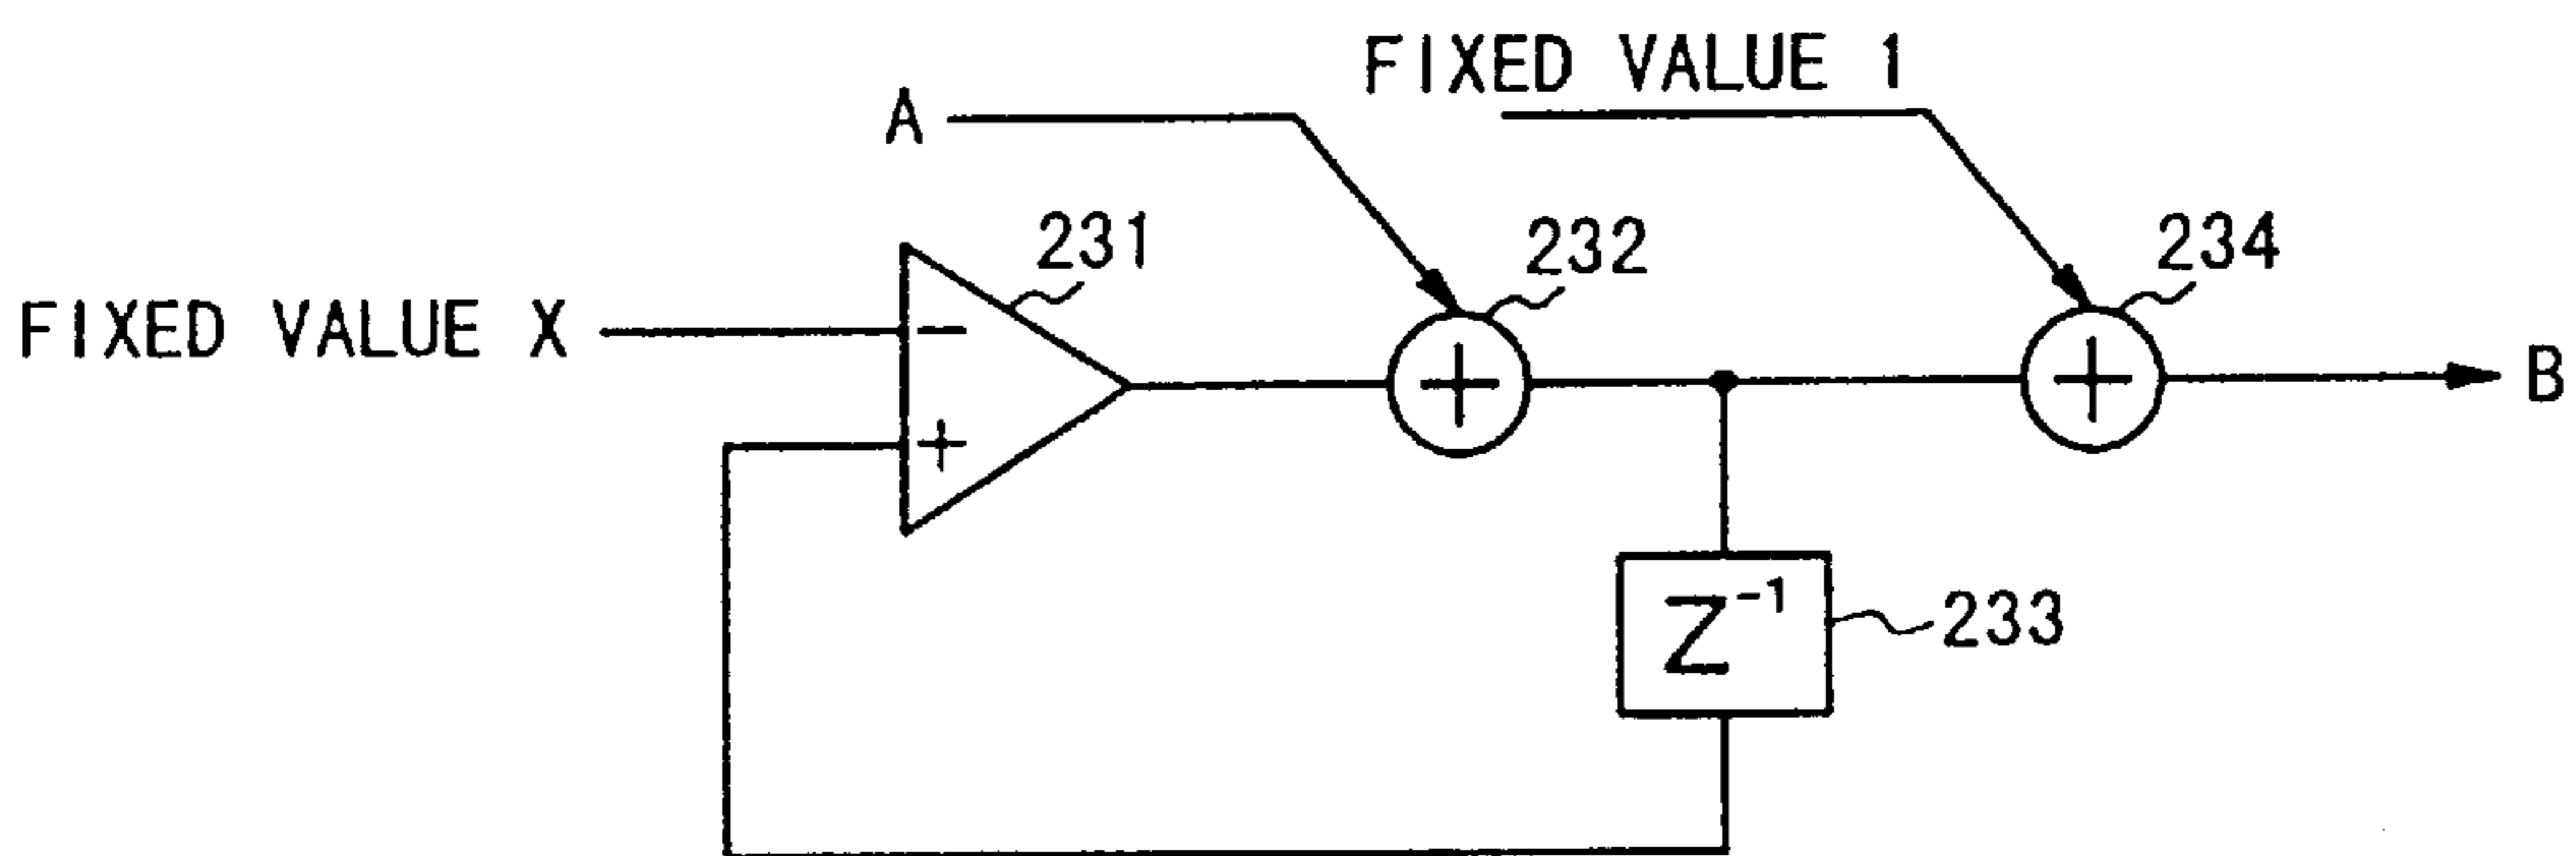 FIXED VALUE 1
A
231
232
234
FIXED VALUE X
−
+
+
+
B
Z⁻¹
233